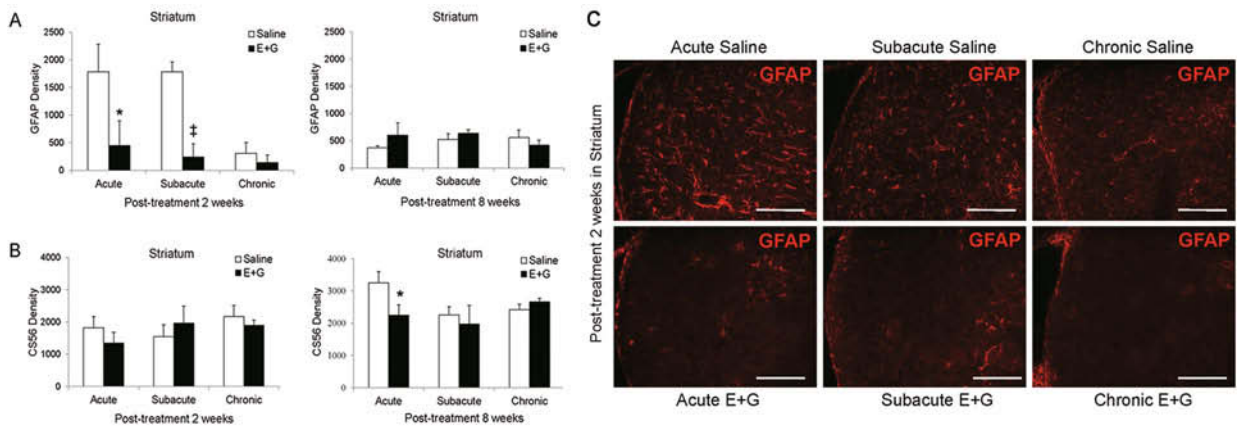 A
Striatum
Saline
E+G
2500
2000
1500
1000
500
0
GFAP Density
*
‡
Acute Subacute Chronic
Post-treatment 2 weeks
Striatum
Saline
E+G
2500
2000
1500
1000
500
0
GFAP Density
Acute Subacute Chronic
Post-treatment 8 weeks
B
Striatum
Saline
E+G
4000
3000
2000
1000
0
CS56 Density
Acute Subacute Chronic
Post-treatment 2 weeks
Striatum
Saline
E+G
4000
3000
2000
1000
0
CS56 Density
*
Acute Subacute Chronic
Post-treatment 8 weeks
C
Acute Saline Subacute Saline Chronic Saline
GFAP GFAP GFAP
Post-treatment 2 weeks in Striatum
GFAP GFAP GFAP
Acute E+G Subacute E+G Chronic E+G